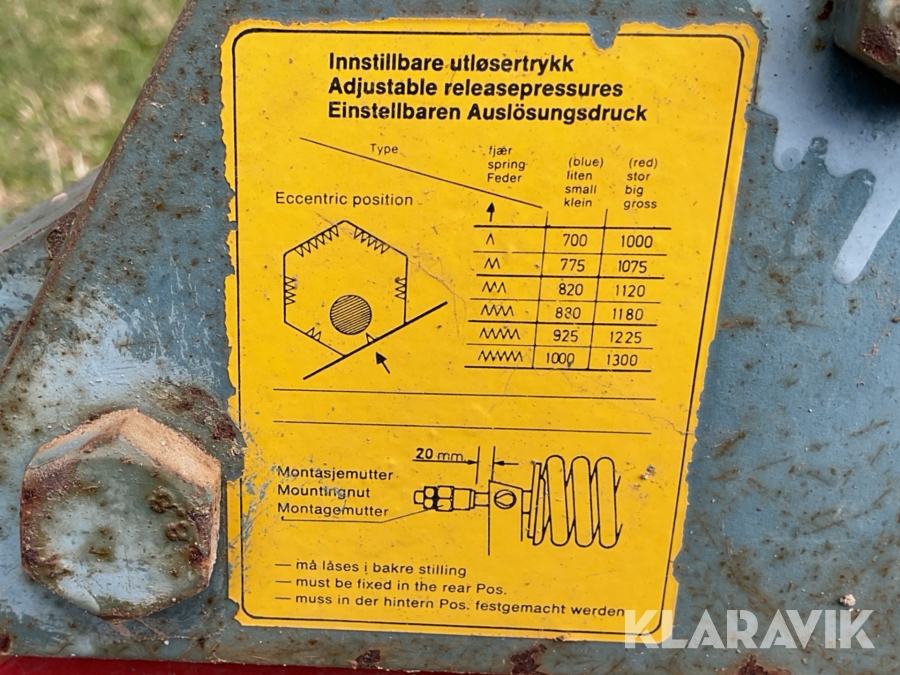 Innstillbare utløsertrykk
Adjustable releasepressures
Einstellbaren Auslösungsdruck
Type
fjær
spring
Feder
(blue)
liten
small
klein
(red)
stor
big
gross
Eccentric position
700 1000
775 1075
820 1120
880 1180
925 1225
1000 1300
20 mm
Montasjemutter
Mountingnut
Montagemutter
— må låses i bakre stilling
— must be fixed in the rear Pos.
— muss in der hintern Pos. festgemacht werden
KLARAVIK